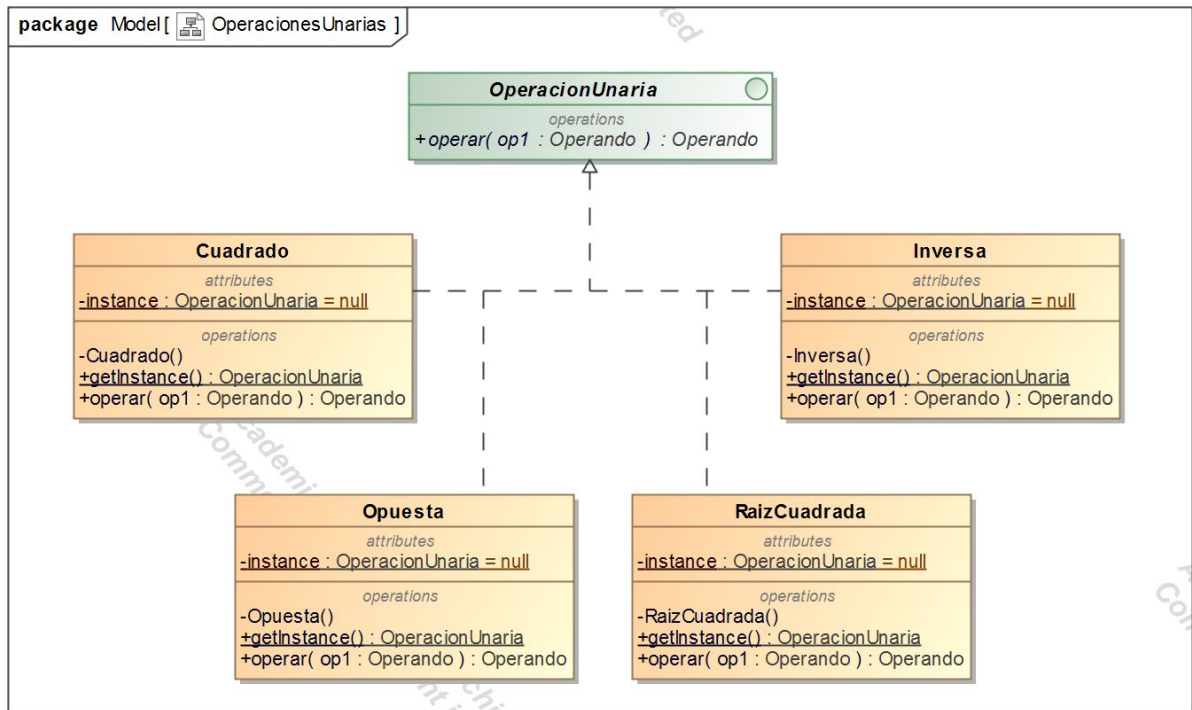 package Model [ OperacionesUnarias ]
OperacionUnaria
operations
+operar( op1 : Operando ) : Operando
Cuadrado
attributes
-instance : OperacionUnaria = null
operations
-Cuadrado()
+getInstance() : OperacionUnaria
+operar( op1 : Operando ) : Operando
Inversa
attributes
-instance : OperacionUnaria = null
operations
-Inversa()
+getInstance() : OperacionUnaria
+operar( op1 : Operando ) : Operando
Opuesta
attributes
-instance : OperacionUnaria = null
operations
-Opuesta()
+getInstance() : OperacionUnaria
+operar( op1 : Operando ) : Operando
RaizCuadrada
attributes
-instance : OperacionUnaria = null
operations
-RaizCuadrada()
+getInstance() : OperacionUnaria
+operar( op1 : Operando ) : Operando